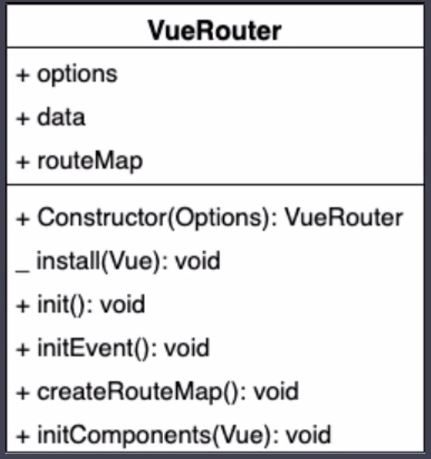 VueRouter
+ options
+ data
+ routeMap
+ Constructor(Options): VueRouter
_ install(Vue): void
+ init(): void
+ initEvent(): void
+ createRouteMap(): void
+ initComponents(Vue): void